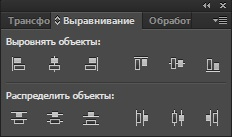 Трансфо Выравнивание Обработ
Выровнять объекты:
Распределить объекты: